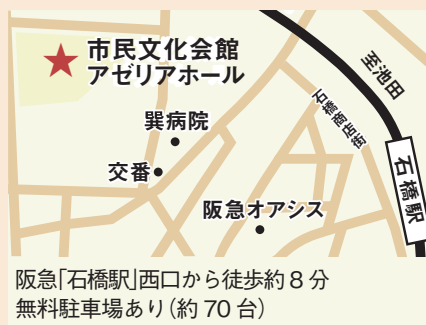 市民文化会館
アゼリアホール
至池田
石橋商店街
巽病院
交番
石橋駅
阪急オアシス
阪急「石橋駅」西口から徒歩約8分
無料駐車場あり(約70台)